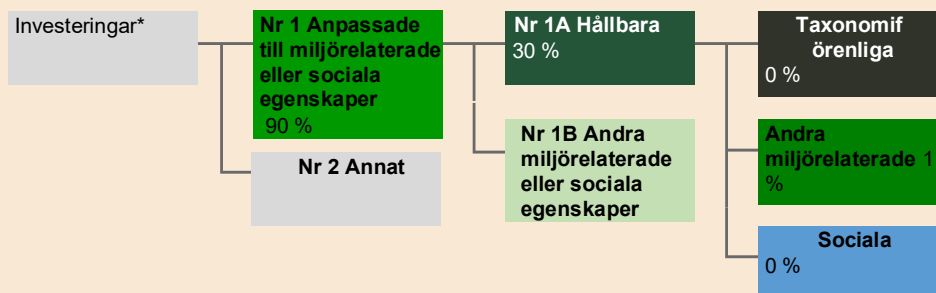 Investeringar*
Nr 1 Anpassade
till miljörelaterade
eller sociala
egenskaper
90 %
Nr 2 Annat
Nr 1A Hållbara
30 %
Nr 1B Andra
miljörelaterade
eller sociala
egenskaper
Taxonomif
örenliga
0 %
Andra
miljörelaterade 1
%
Sociala
0 %